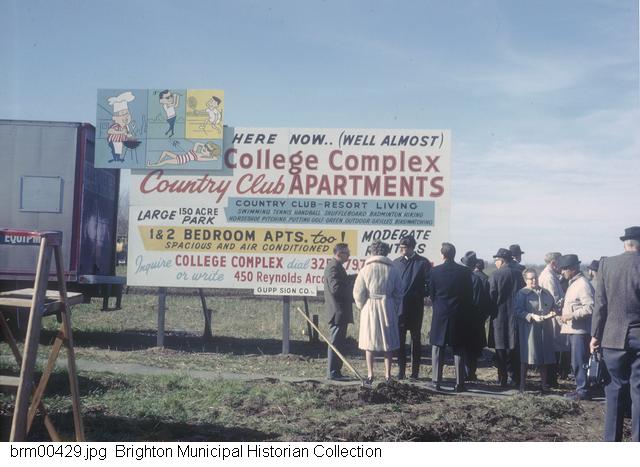 HERE NOW.. (WELL ALMOST)
College Complex
Country Club APARTMENTS
COUNTRY CLUB-RESORT LIVING
SWIMMING TENNIS HANDBALL SHUFFLEBOARD BADMINTON HIKING
HORSESHOE PITCHING PUTTING GOLF GREEN OUTDOOR GRILLES BIRDWATCHING
LARGE 150 ACRE PARK
1 & 2 BEDROOM APTS. too!
SPACIOUS AND AIR CONDITIONED
MODERATE
Inquire COLLEGE COMPLEX dial
or write 450 Reynolds
GUPP SIGN CO.
EQUIPME
brm00429.jpg Brighton Municipal Historian Collection